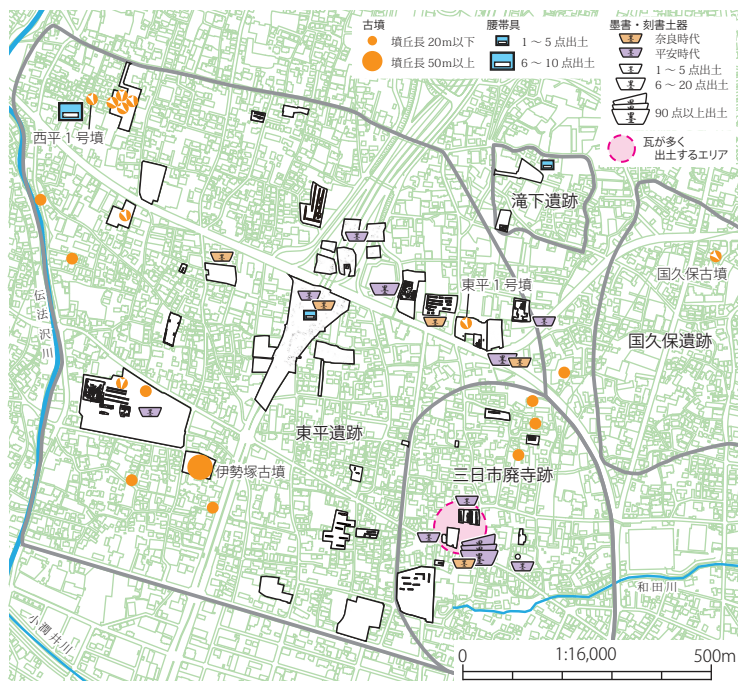 古墳
墳丘長 20m以下
墳丘長 50m以上
腰帯具
1～5点出土
6～10点出土
墨書・刻書土器
奈良時代
平安時代
1～5点出土
6～20点出土
90点以上出土
瓦が多く
出土するエリア
西平1号墳
滝下遺跡
国久保古墳
東平1号墳
国久保遺跡
伝法沢川
東平遺跡
伊勢塚古墳
三日市廃寺跡
和田川
小潤井川
0
1:16,000
500m